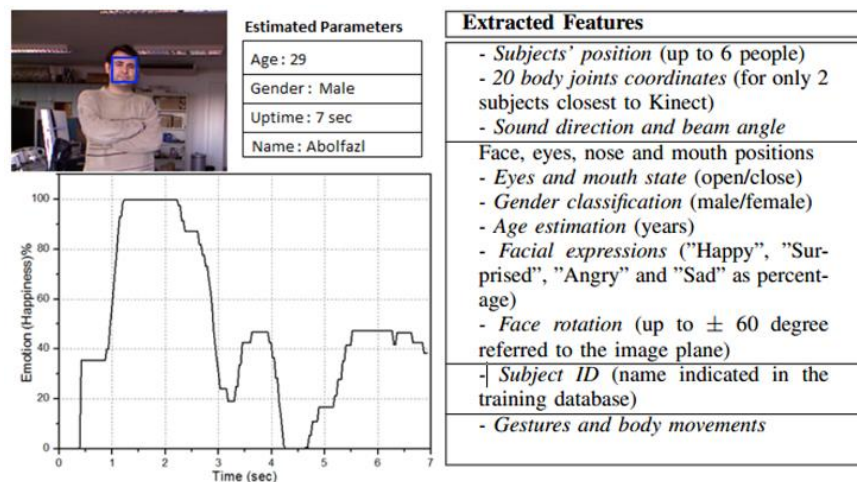 Estimated Parameters
Age : 29
Gender : Male
Uptime : 7 sec
Name : Abolfazl
Emotion (Happiness)%
100
80
60
40
20
0
0 1 2 3 4 5 6 7
Time (sec)
Extracted Features
- Subjects' position (up to 6 people)
- 20 body joints coordinates (for only 2
subjects closest to Kinect)
- Sound direction and beam angle
Face, eyes, nose and mouth positions
- Eyes and mouth state (open/close)
- Gender classification (male/female)
- Age estimation (years)
- Facial expressions ("Happy", "Sur-
prised", "Angry" and "Sad" as percent-
age)
- Face rotation (up to ± 60 degree
referred to the image plane)
- Subject ID (name indicated in the
training database)
- Gestures and body movements